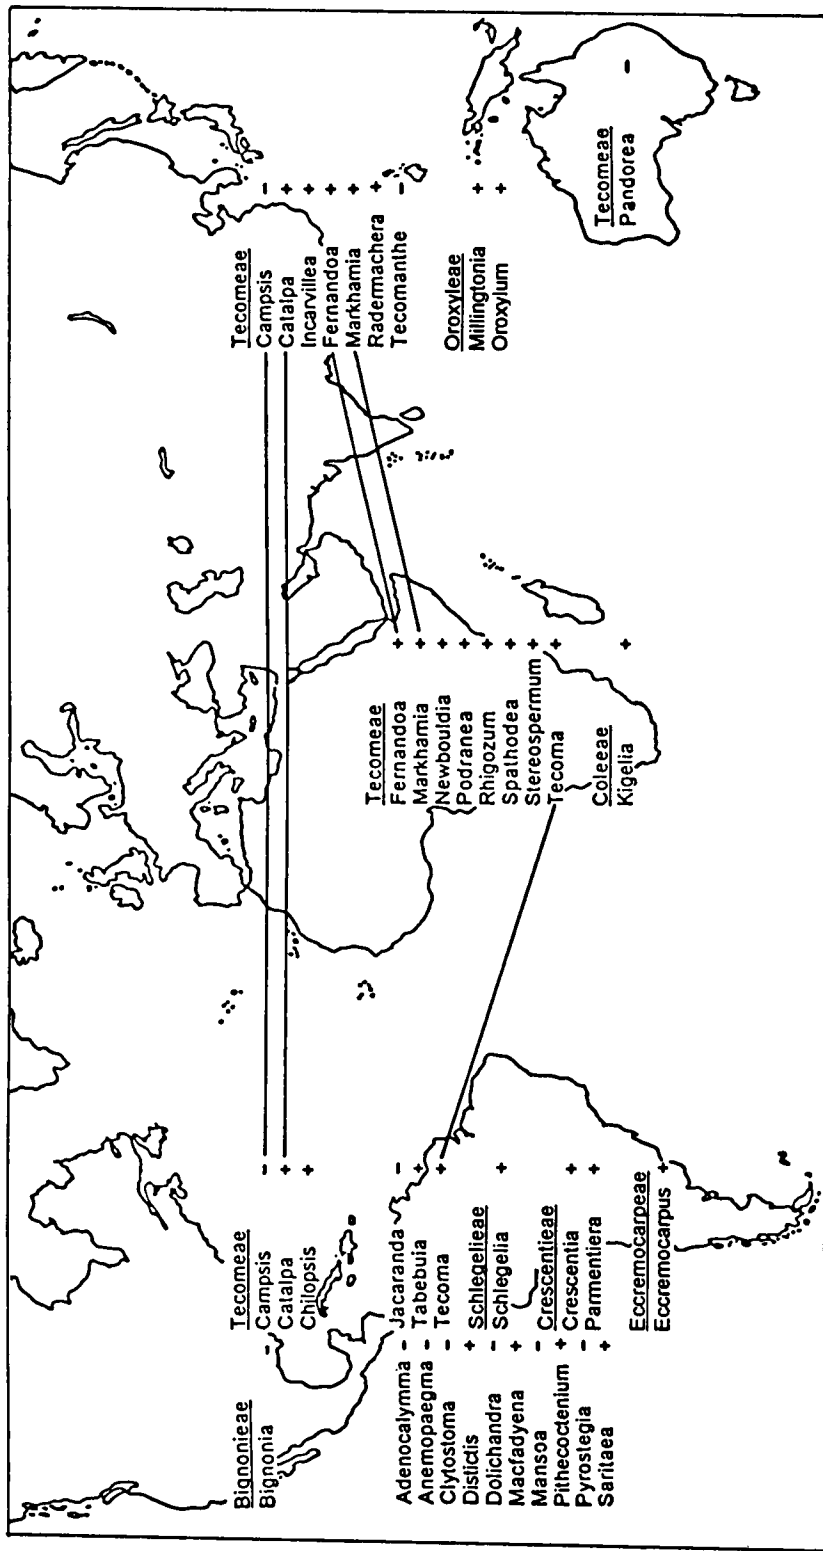 Bignonieae
Bignonia –
Adenocalymma –
Anemopaegma –
Clytostoma –
Distictis +
Dolichandra –
Macfadyena +
Mansoa –
Pithecoctenium +
Pyrostegia –
Saritaea +
Tecomeae
Campsis –
Catalpa +
Chilopsis +
Jacaranda –
Tabebuia +
Tecoma +
Schlegelieae
Schlegelia +
Crescentieae
Crescentia +
Parmentiera +
Eccremocarpeae
Eccremocarpus +
Tecomeae
Fernandoa +
Markhamia +
Newbouldia +
Podranea +
Rhigozum +
Spathodea +
Stereospermum +
Tecoma +
Coleeae
Kigelia +
Tecomeae
Campsis –
Catalpa +
Incarvillea +
Fernandoa +
Markhamia +
Radermachera +
Tecomanthe –
Oroxyleae
Millingtonia +
Oroxylum +
Tecomeae
Pandorea –